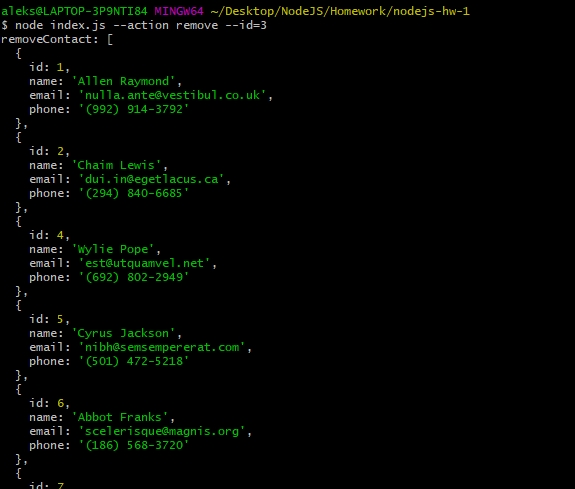 aleks@LAPTOP-3P9NTI84 MINGW64 ~/Desktop/NodeJS/Homework/nodejs-hw-1
$ node index.js --action remove --id=3
removeContact: [
  {
    id: 1,
    name: 'Allen Raymond',
    email: 'nulla.ante@vestibul.co.uk',
    phone: '(992) 914-3792'
  },
  {
    id: 2,
    name: 'Chaim Lewis',
    email: 'dui.in@egetlacus.ca',
    phone: '(294) 840-6685'
  },
  {
    id: 4,
    name: 'Wylie Pope',
    email: 'est@utquamvel.net',
    phone: '(692) 802-2949'
  },
  {
    id: 5,
    name: 'Cyrus Jackson',
    email: 'nibh@semsempererat.com',
    phone: '(501) 472-5218'
  },
  {
    id: 6,
    name: 'Abbot Franks',
    email: 'scelerisque@magnis.org',
    phone: '(186) 568-3720'
  },
  {
    id: 7